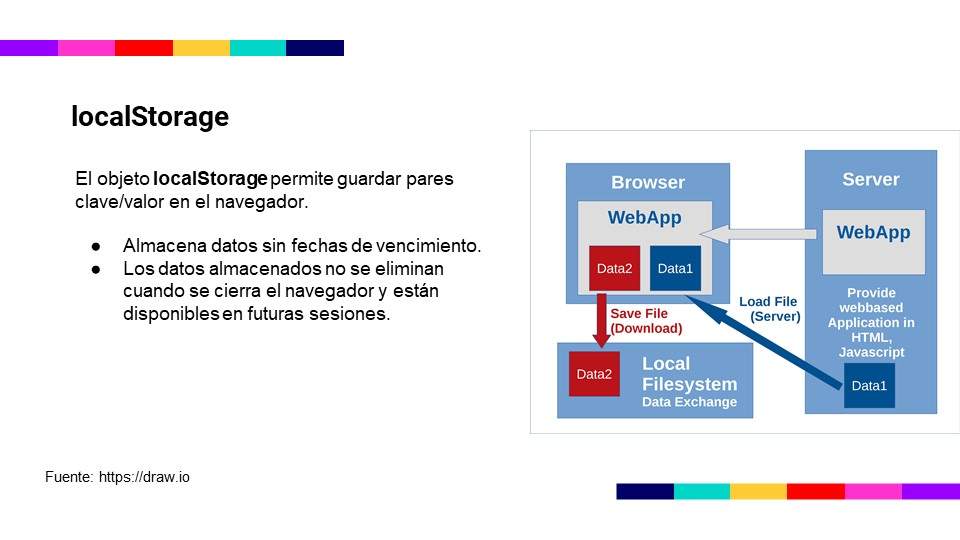 localStorage
El objeto localStorage permite guardar pares
clave/valor en el navegador.
● Almacena datos sin fechas de vencimiento.
● Los datos almacenados no se eliminan
cuando se cierra el navegador y están
disponibles en futuras sesiones.
Browser
WebApp
Data2
Data1
Save File
(Download)
Data2
Local
Filesystem
Data Exchange
Load File
(Server)
Server
WebApp
Provide
webbased
Application in
HTML,
Javascript
Data1
Fuente: https://draw.io